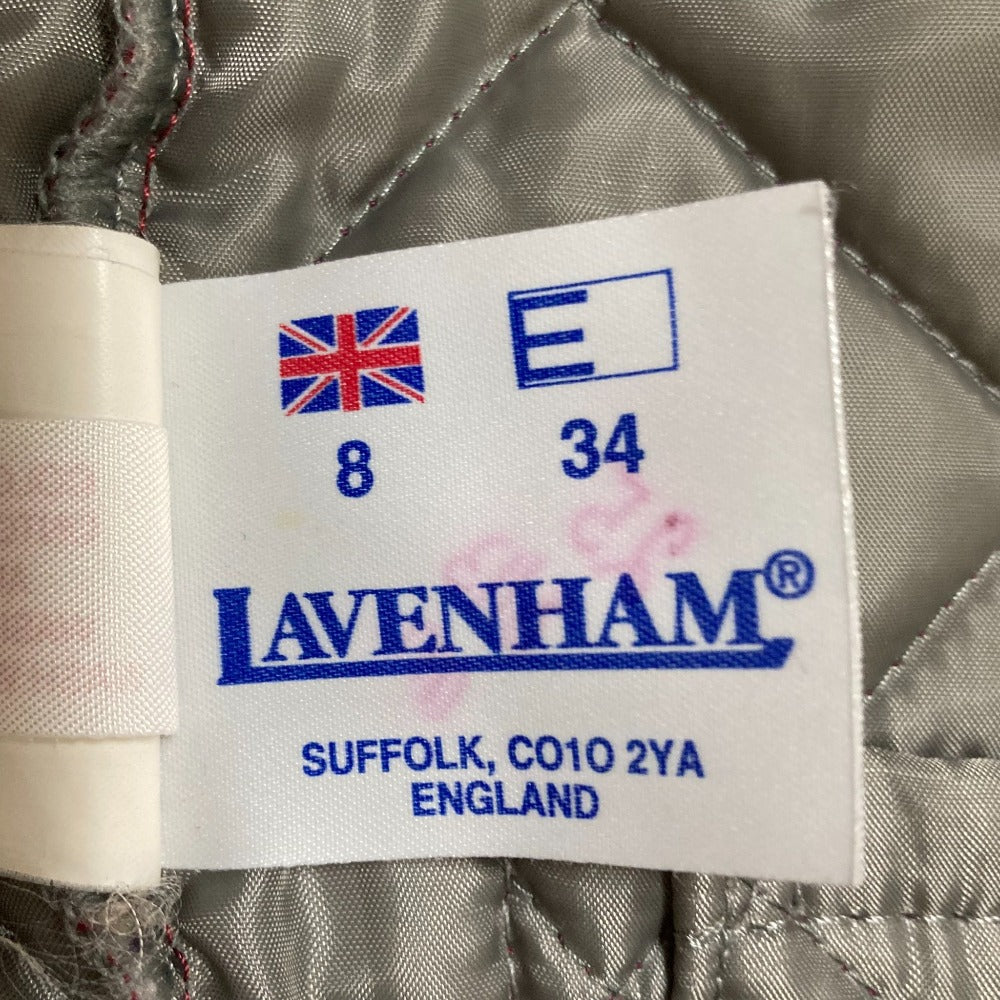 E
8 34
LAVENHAM®
SUFFOLK, CO10 2YA
ENGLAND